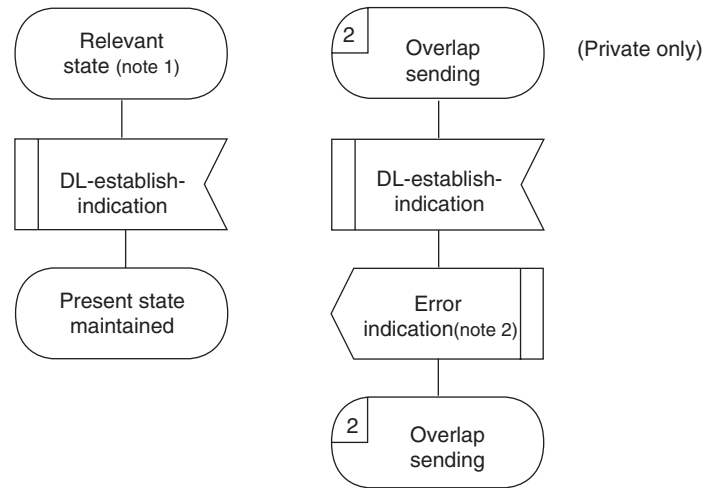 Relevant
state (note 1)
DL-establish-
indication
Present state
maintained
2
Overlap
sending
(Private only)
DL-establish-
indication
Error
indication(note 2)
2
Overlap
sending